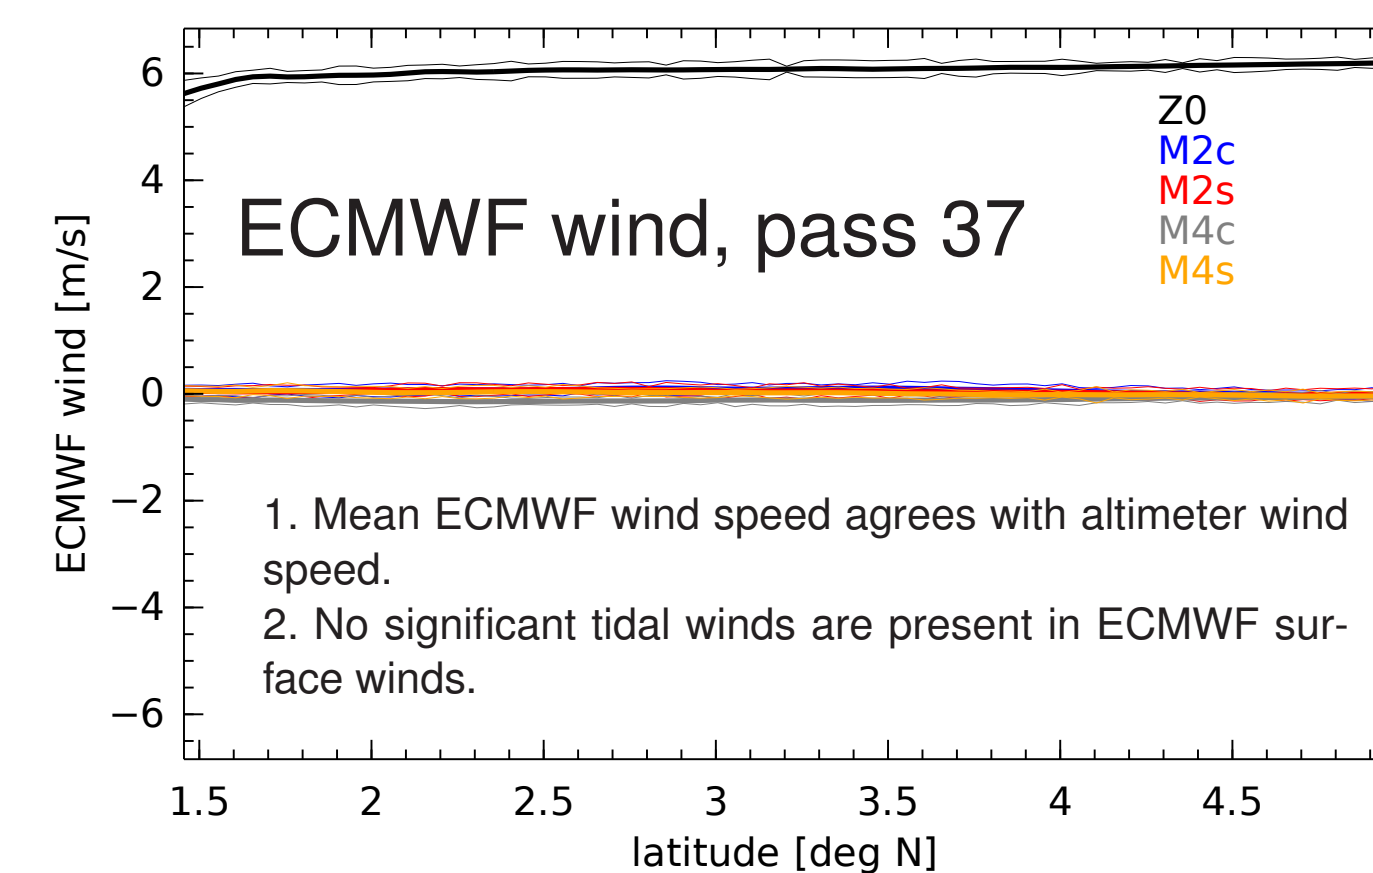 6
4
2
0
−2
−4
−6
ECMWF wind [m/s]
ECMWF wind, pass 37
Z0
M2c
M2s
M4c
M4s
1. Mean ECMWF wind speed agrees with altimeter wind
speed.
2. No significant tidal winds are present in ECMWF sur-
face winds.
1.5 2 2.5 3 3.5 4 4.5
latitude [deg N]